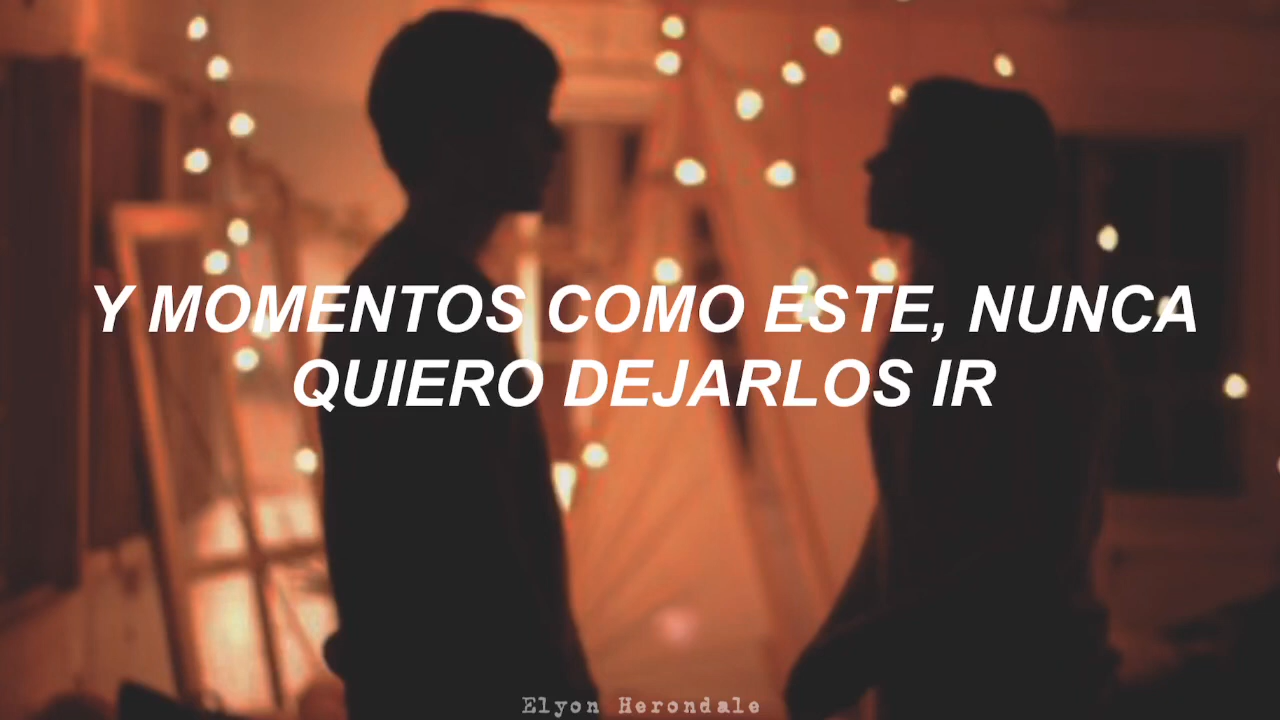 Y MOMENTOS COMO ESTE, NUNCA
QUIERO DEJARLOS IR
Elyon Herondale